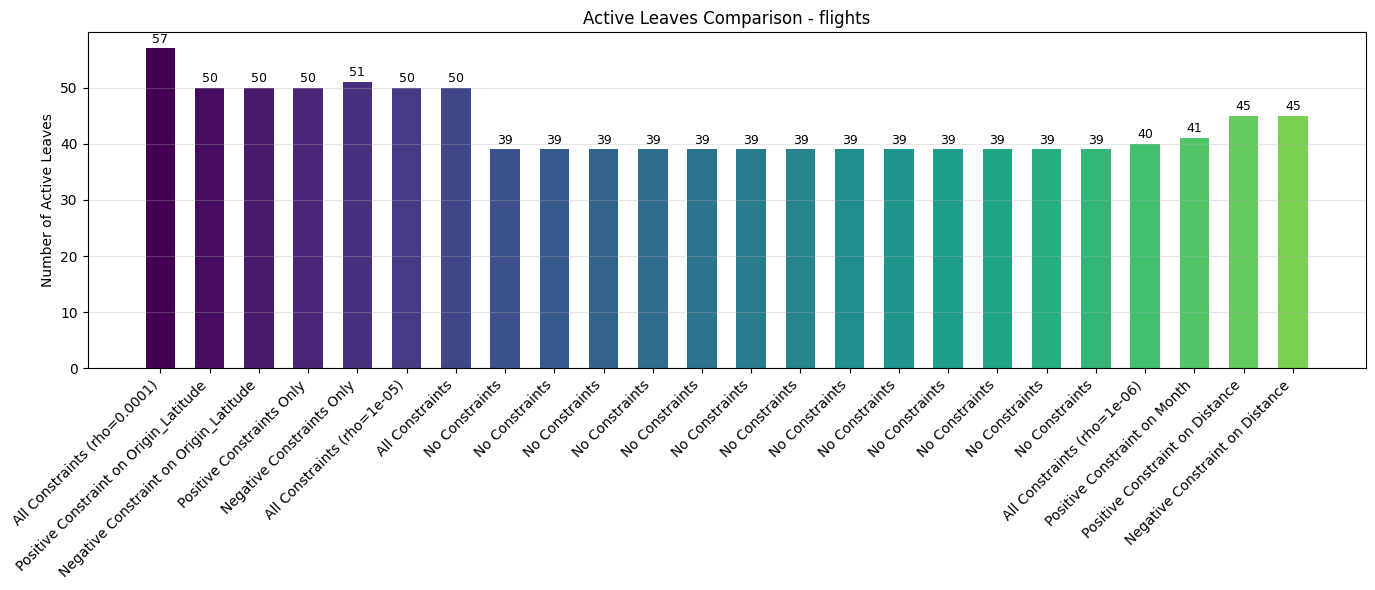 Active Leaves Comparison - flights
Number of Active Leaves
0
10
20
30
40
50
57
50
50
50
51
50
50
39
39
39
39
39
39
39
39
39
39
39
39
39
40
41
45
45
All Constraints (rho=0.0001)
Positive Constraint on Origin_Latitude
Negative Constraint on Origin_Latitude
Positive Constraints Only
Negative Constraints Only
All Constraints (rho=1e-05)
All Constraints
No Constraints
No Constraints
No Constraints
No Constraints
No Constraints
No Constraints
No Constraints
No Constraints
No Constraints
No Constraints
No Constraints
No Constraints
No Constraints
All Constraints (rho=1e-06)
Positive Constraint on Month
Positive Constraint on Distance
Negative Constraint on Distance